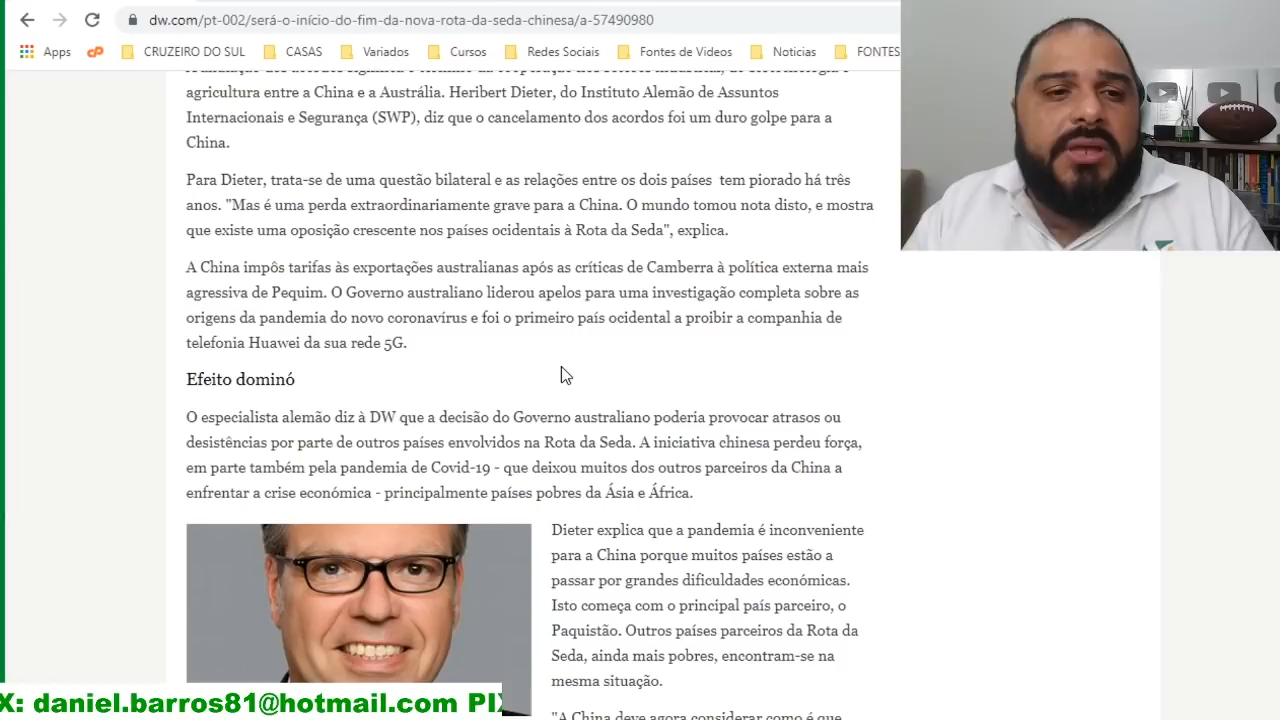 dw.com/pt-002/será-o-início-do-fim-da-nova-rota-da-seda-chinesa/a-57490980
Apps CRUZEIRO DO SUL CASAS Variados Cursos Redes Sociais Fontes de Videos Noticias FONTES
agricultura entre a China e a Austrália. Heribert Dieter, do Instituto Alemão de Assuntos
Internacionais e Segurança (SWP), diz que o cancelamento dos acordos foi um duro golpe para a
China.
Para Dieter, trata-se de uma questão bilateral e as relações entre os dois países tem piorado há três
anos. "Mas é uma perda extraordinariamente grave para a China. O mundo tomou nota disto, e mostra
que existe uma oposição crescente nos países ocidentais à Rota da Seda", explica.
A China impôs tarifas às exportações australianas após as críticas de Camberra à política externa mais
agressiva de Pequim. O Governo australiano liderou apelos para uma investigação completa sobre as
origens da pandemia do novo coronavírus e foi o primeiro país ocidental a proibir a companhia de
telefonia Huawei da sua rede 5G.
Efeito dominó
O especialista alemão diz à DW que a decisão do Governo australiano poderia provocar atrasos ou
desistências por parte de outros países envolvidos na Rota da Seda. A iniciativa chinesa perdeu força,
em parte também pela pandemia de Covid-19 - que deixou muitos dos outros parceiros da China a
enfrentar a crise económica - principalmente países pobres da Ásia e África.
Dieter explica que a pandemia é inconveniente
para a China porque muitos países estão a
passar por grandes dificuldades económicas.
Isto começa com o principal país parceiro, o
Paquistão. Outros países parceiros da Rota da
Seda, ainda mais pobres, encontram-se na
mesma situação.
"A China deve agora considerar como é que
X: daniel.barros81@hotmail.com PIX